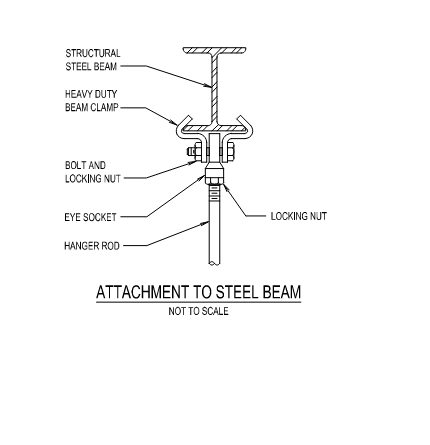 STRUCTURAL
STEEL BEAM
HEAVY DUTY
BEAM CLAMP
BOLT AND
LOCKING NUT
EYE SOCKET
LOCKING NUT
HANGER ROD
ATTACHMENT TO STEEL BEAM
NOT TO SCALE